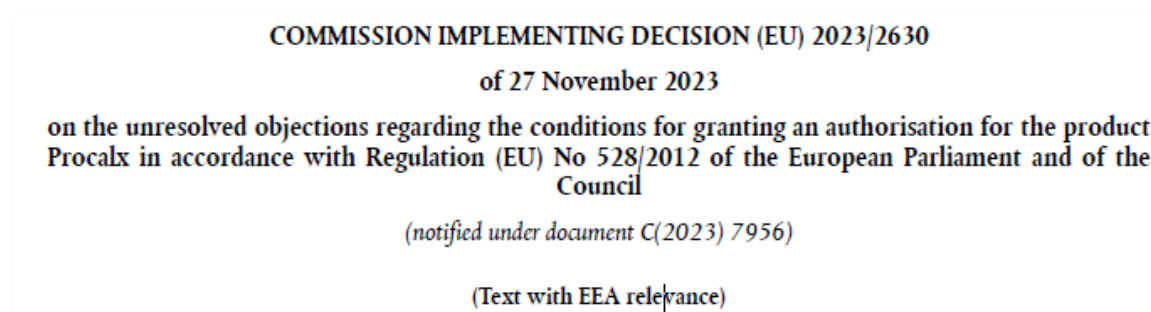 COMMISSION IMPLEMENTING DECISION (EU) 2023/2630
of 27 November 2023
on the unresolved objections regarding the conditions for granting an authorisation for the product
Procalx in accordance with Regulation (EU) No 528/2012 of the European Parliament and of the
Council
(notified under document C(2023) 7956)
(Text with EEA relevance)